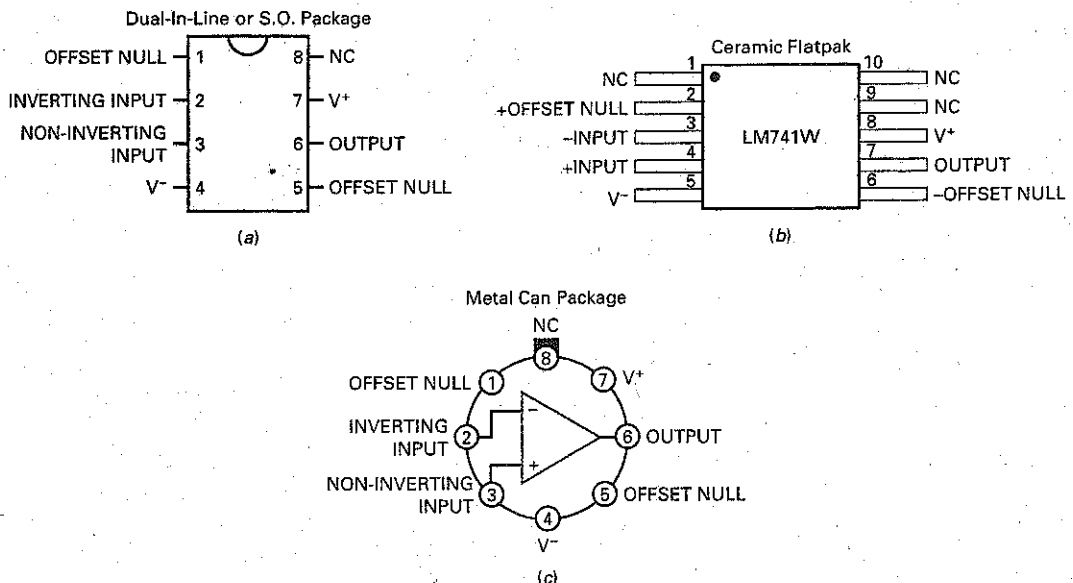 Dual-In-Line or S.O. Package
OFFSET NULL 1 8 NC
INVERTING INPUT 2 7 V+
NON-INVERTING
INPUT 3 6 OUTPUT
V− 4 5 OFFSET NULL
(a)
Ceramic Flatpak
NC 1 10 NC
+OFFSET NULL 2 9 NC
−INPUT 3 LM741W 8 V+
+INPUT 4 7 OUTPUT
V− 5 6 −OFFSET NULL
(b)
Metal Can Package
NC
8
OFFSET NULL 1 7 V+
INVERTING
INPUT 2 − 6 OUTPUT
NON-INVERTING
INPUT 3 + 5 OFFSET NULL
4
V−
(c)